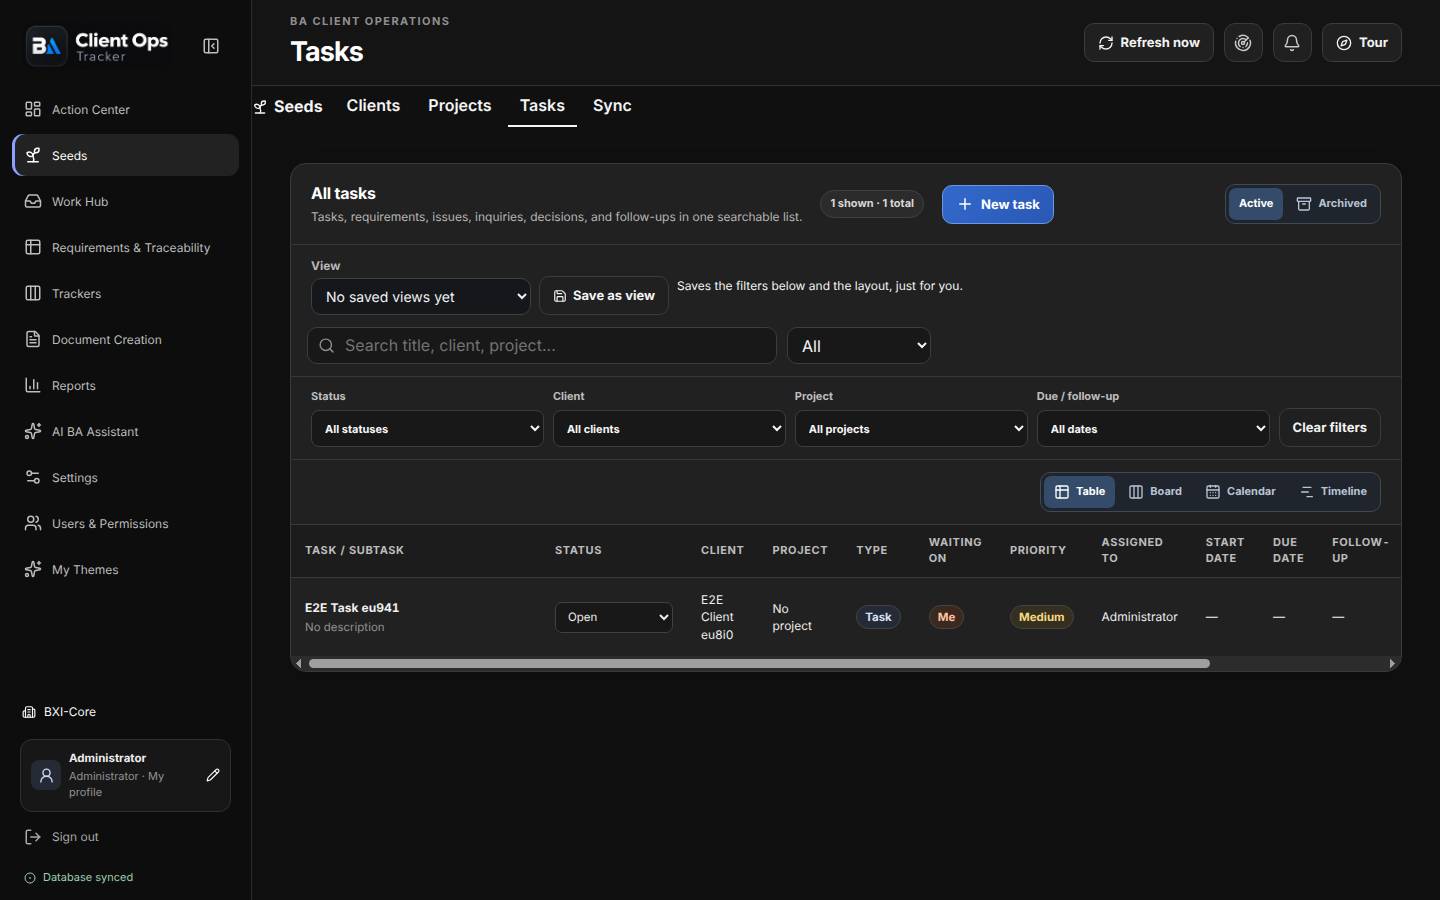 BA Client Ops
Tracker
Action Center
Seeds
Work Hub
Requirements & Traceability
Trackers
Document Creation
Reports
AI BA Assistant
Settings
Users & Permissions
My Themes
BXI-Core
Administrator
Administrator · My
profile
Sign out
Database synced
BA CLIENT OPERATIONS
Tasks
Refresh now
Tour
Seeds Clients Projects Tasks Sync
All tasks
Tasks, requirements, issues, inquiries, decisions, and follow-ups in one searchable list.
1 shown · 1 total
New task
Active Archived
View
No saved views yet
Save as view
Saves the filters below and the layout, just for you.
Search title, client, project...
All
Status Client Project Due / follow-up
All statuses All clients All projects All dates Clear filters
Table Board Calendar Timeline
TASK / SUBTASK STATUS CLIENT PROJECT TYPE WAITING ON PRIORITY ASSIGNED TO START DATE DUE DATE FOLLOW-UP
E2E Task eu941
No description
Open
E2E
Client
eu8i0
No
project
Task
Me
Medium
Administrator
— — —